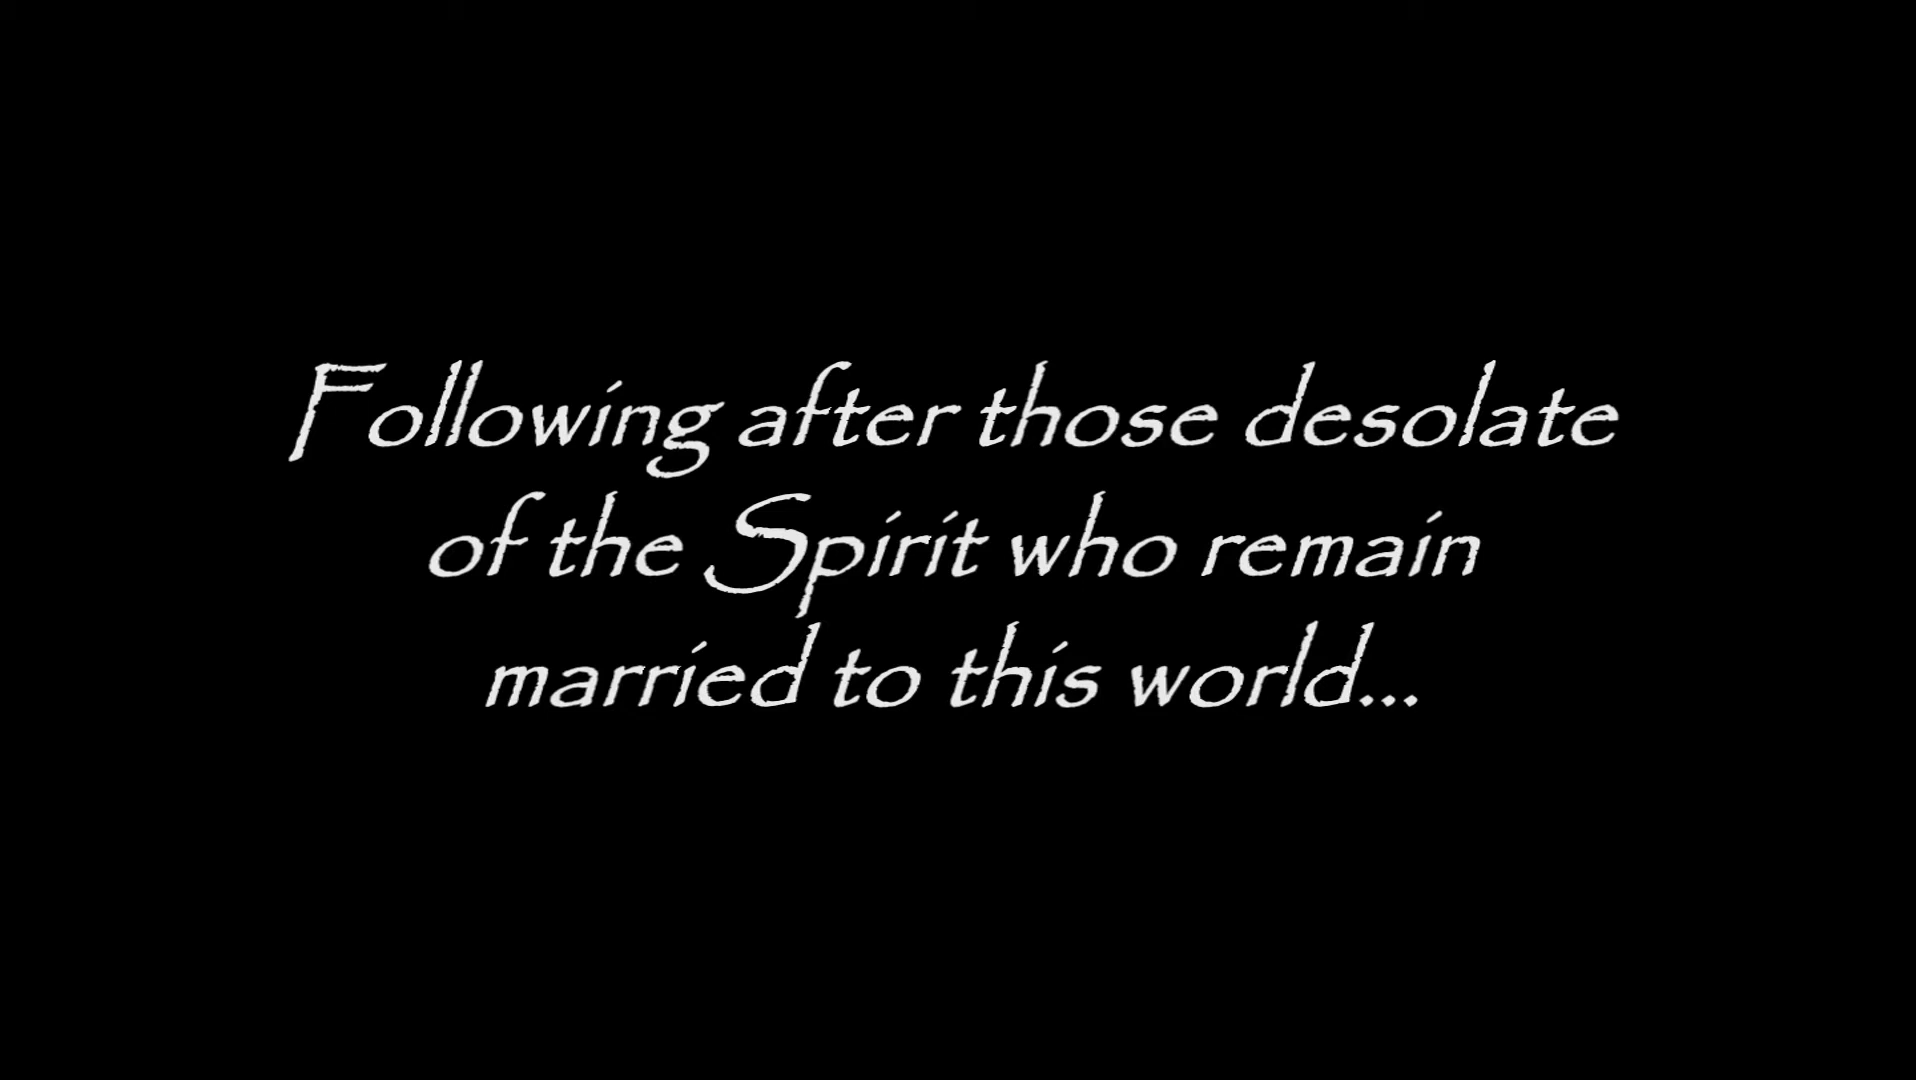 Following after those desolate
of the Spirit who remain
married to this world...